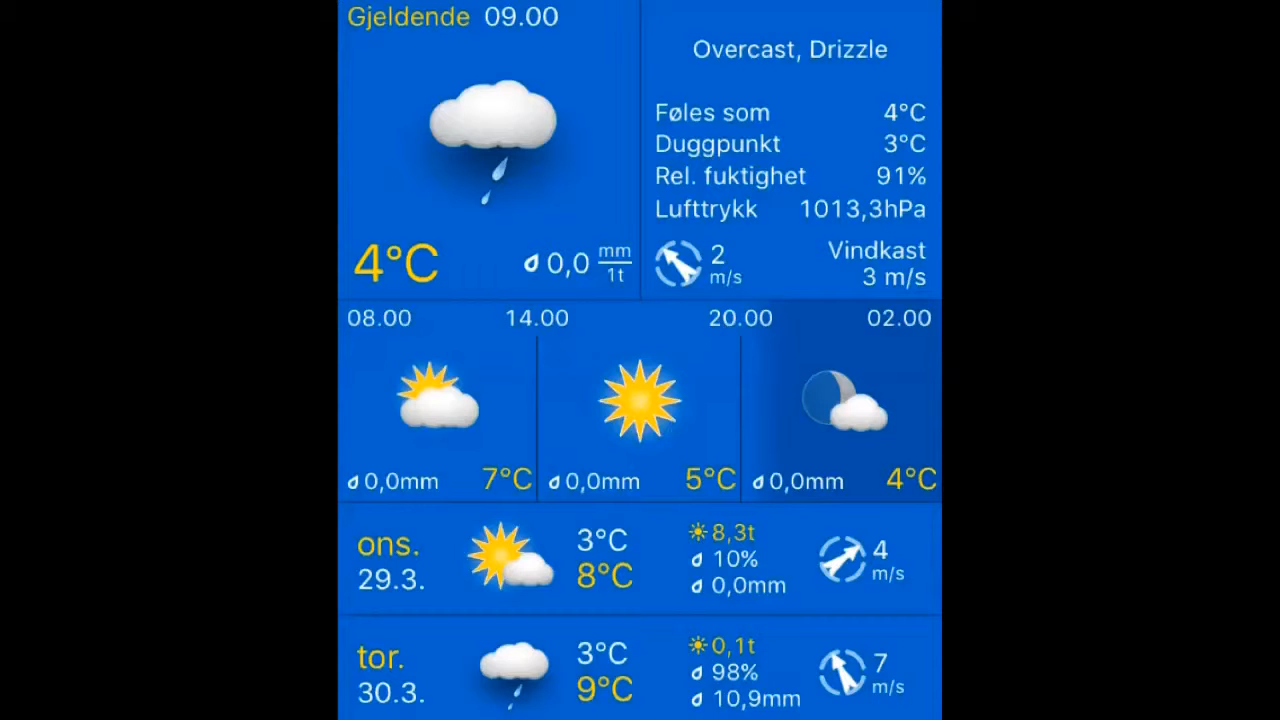 Gjeldende 09.00
Overcast, Drizzle
Føles som 4°C
Duggpunkt 3°C
Rel. fuktighet 91%
Lufttrykk 1013,3hPa
4°C 0,0 mm/1t
2 m/s
Vindkast
3 m/s
08.00 14.00 20.00 02.00
0,0mm 7°C 0,0mm 5°C 0,0mm 4°C
ons.
29.3.
3°C
8°C
8,3t
10%
0,0mm
4
m/s
tor.
30.3.
3°C
9°C
0,1t
98%
10,9mm
7
m/s